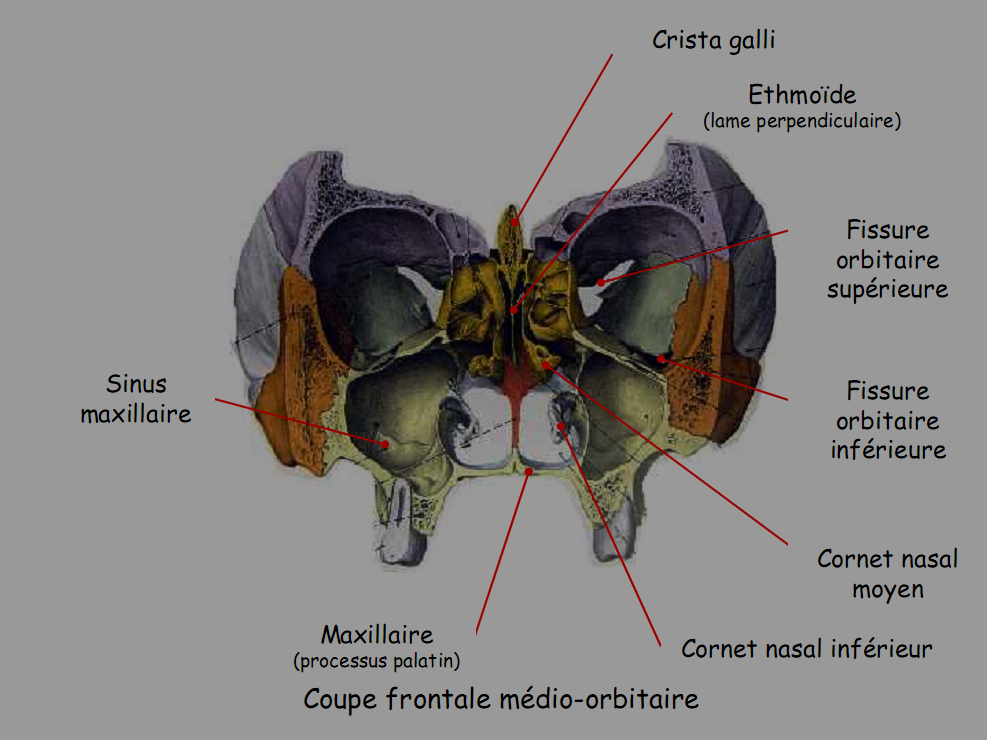 Crista galli
Ethmoïde
(lame perpendiculaire)
Fissure
orbitaire
supérieure
Sinus
maxillaire
Fissure
orbitaire
inférieure
Cornet nasal
moyen
Maxillaire
(processus palatin)
Cornet nasal inférieur
Coupe frontale médio-orbitaire